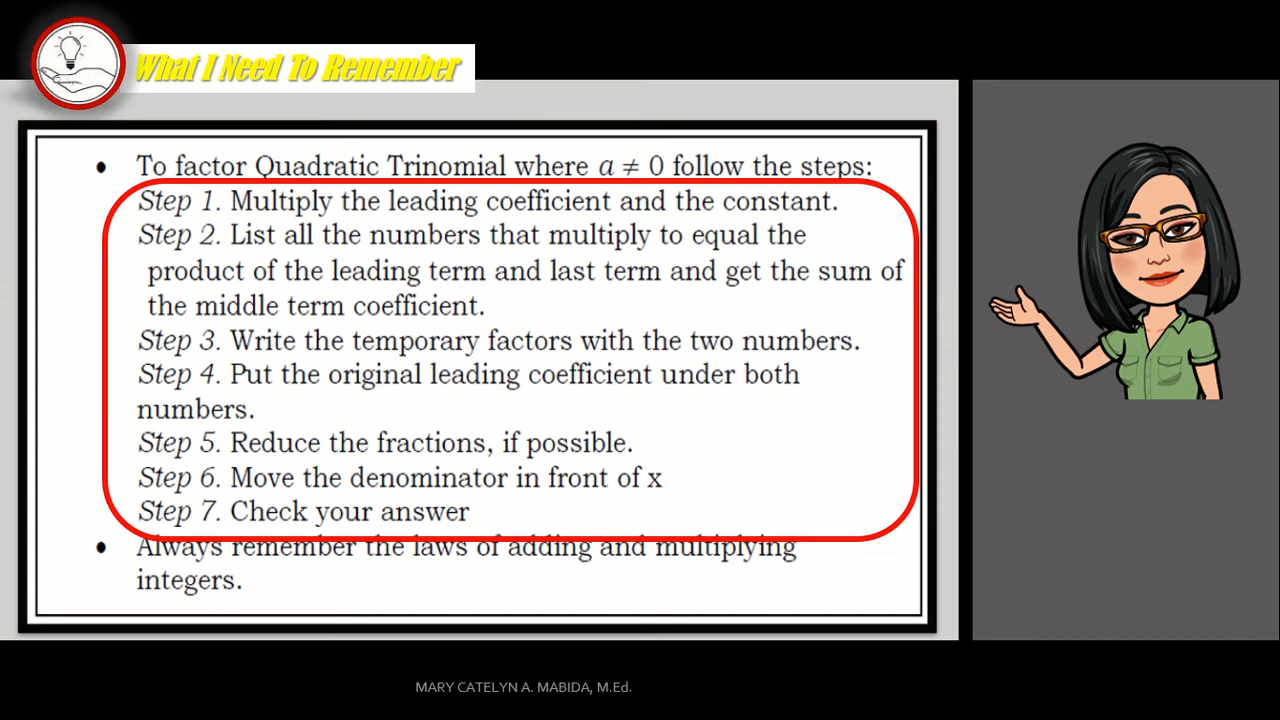 What I Need To Remember
• To factor Quadratic Trinomial where a ≠ 0 follow the steps:
Step 1. Multiply the leading coefficient and the constant.
Step 2. List all the numbers that multiply to equal the
product of the leading term and last term and get the sum of
the middle term coefficient.
Step 3. Write the temporary factors with the two numbers.
Step 4. Put the original leading coefficient under both
numbers.
Step 5. Reduce the fractions, if possible.
Step 6. Move the denominator in front of x
Step 7. Check your answer
• Always remember the laws of adding and multiplying
integers.
MARY CATELYN A. MABIDA, M.Ed.